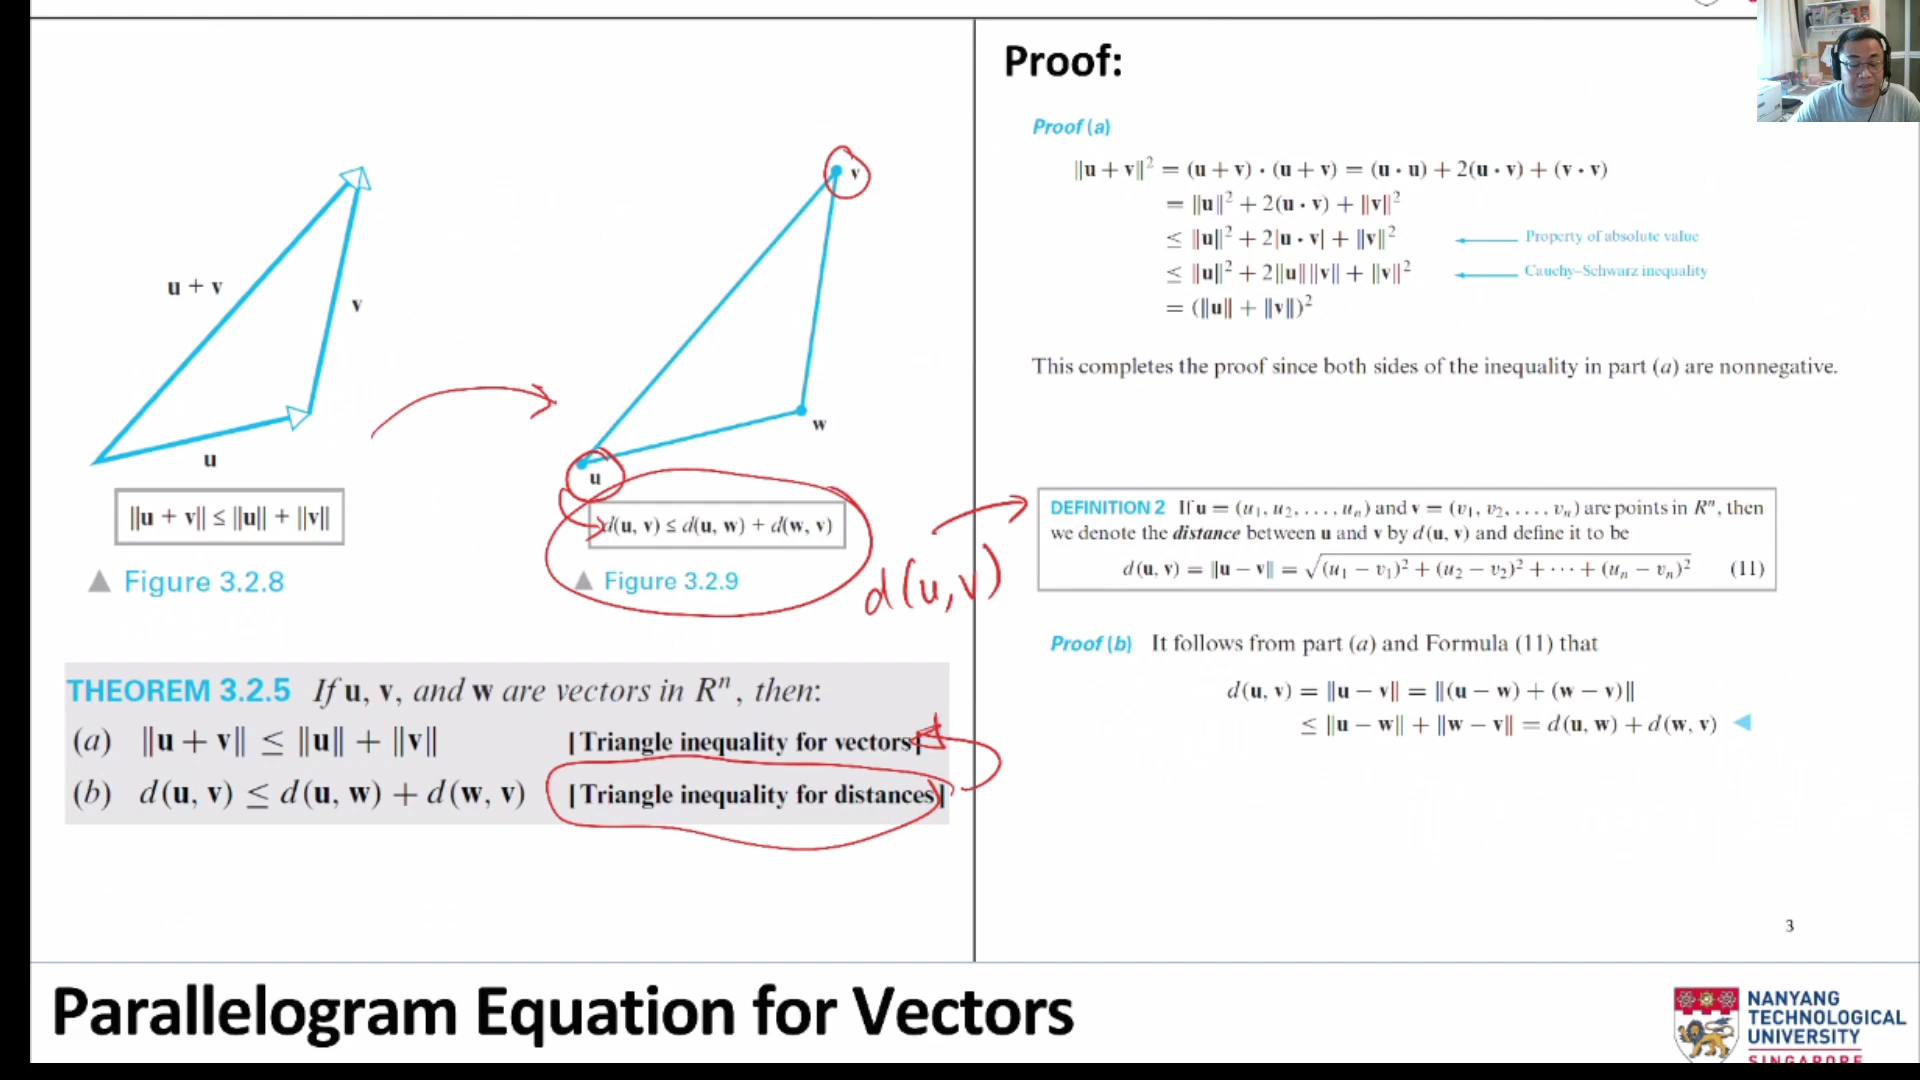 u + v
v
u
‖u + v‖ ≤ ‖u‖ + ‖v‖
▲ Figure 3.2.8
v
w
u
d(u, v) ≤ d(u, w) + d(w, v)
▲ Figure 3.2.9
d(u,v)
THEOREM 3.2.5 If u, v, and w are vectors in Rⁿ, then:
(a) ‖u + v‖ ≤ ‖u‖ + ‖v‖ [Triangle inequality for vectors]
(b) d(u, v) ≤ d(u, w) + d(w, v) [Triangle inequality for distances]
Proof:
Proof (a)
‖u + v‖² = (u + v) · (u + v) = (u · u) + 2(u · v) + (v · v)
= ‖u‖² + 2(u · v) + ‖v‖²
≤ ‖u‖² + 2|u · v| + ‖v‖² ← Property of absolute value
≤ ‖u‖² + 2‖u‖‖v‖ + ‖v‖² ← Cauchy–Schwarz inequality
= (‖u‖ + ‖v‖)²
This completes the proof since both sides of the inequality in part (a) are nonnegative.
DEFINITION 2 If u = (u₁, u₂, . . . , uₙ) and v = (v₁, v₂, . . . , vₙ) are points in Rⁿ, then
we denote the distance between u and v by d(u, v) and define it to be
d(u, v) = ‖u − v‖ = √((u₁ − v₁)² + (u₂ − v₂)² + · · · + (uₙ − vₙ)²) (11)
Proof (b) It follows from part (a) and Formula (11) that
d(u, v) = ‖u − v‖ = ‖(u − w) + (w − v)‖
≤ ‖u − w‖ + ‖w − v‖ = d(u, w) + d(w, v) ◀
3
Parallelogram Equation for Vectors
NANYANG
TECHNOLOGICAL
UNIVERSITY
SINGAPORE